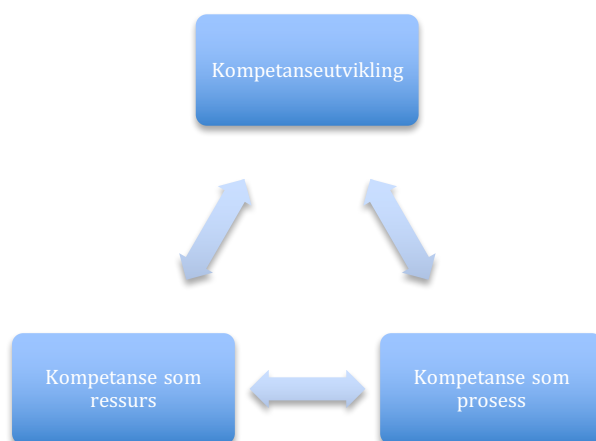 Kompetanseutvikling
Kompetanse som
ressurs
Kompetanse som
prosess